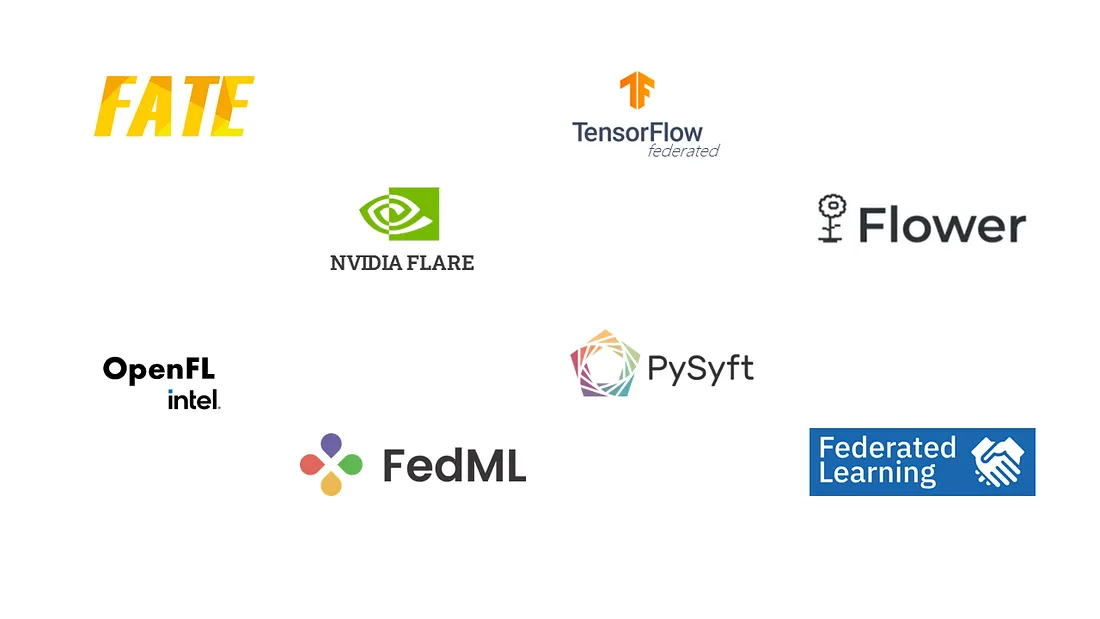 FATE
TensorFlow
federated
NVIDIA FLARE
Flower
OpenFL
intel.
PySyft
FedML
Federated
Learning